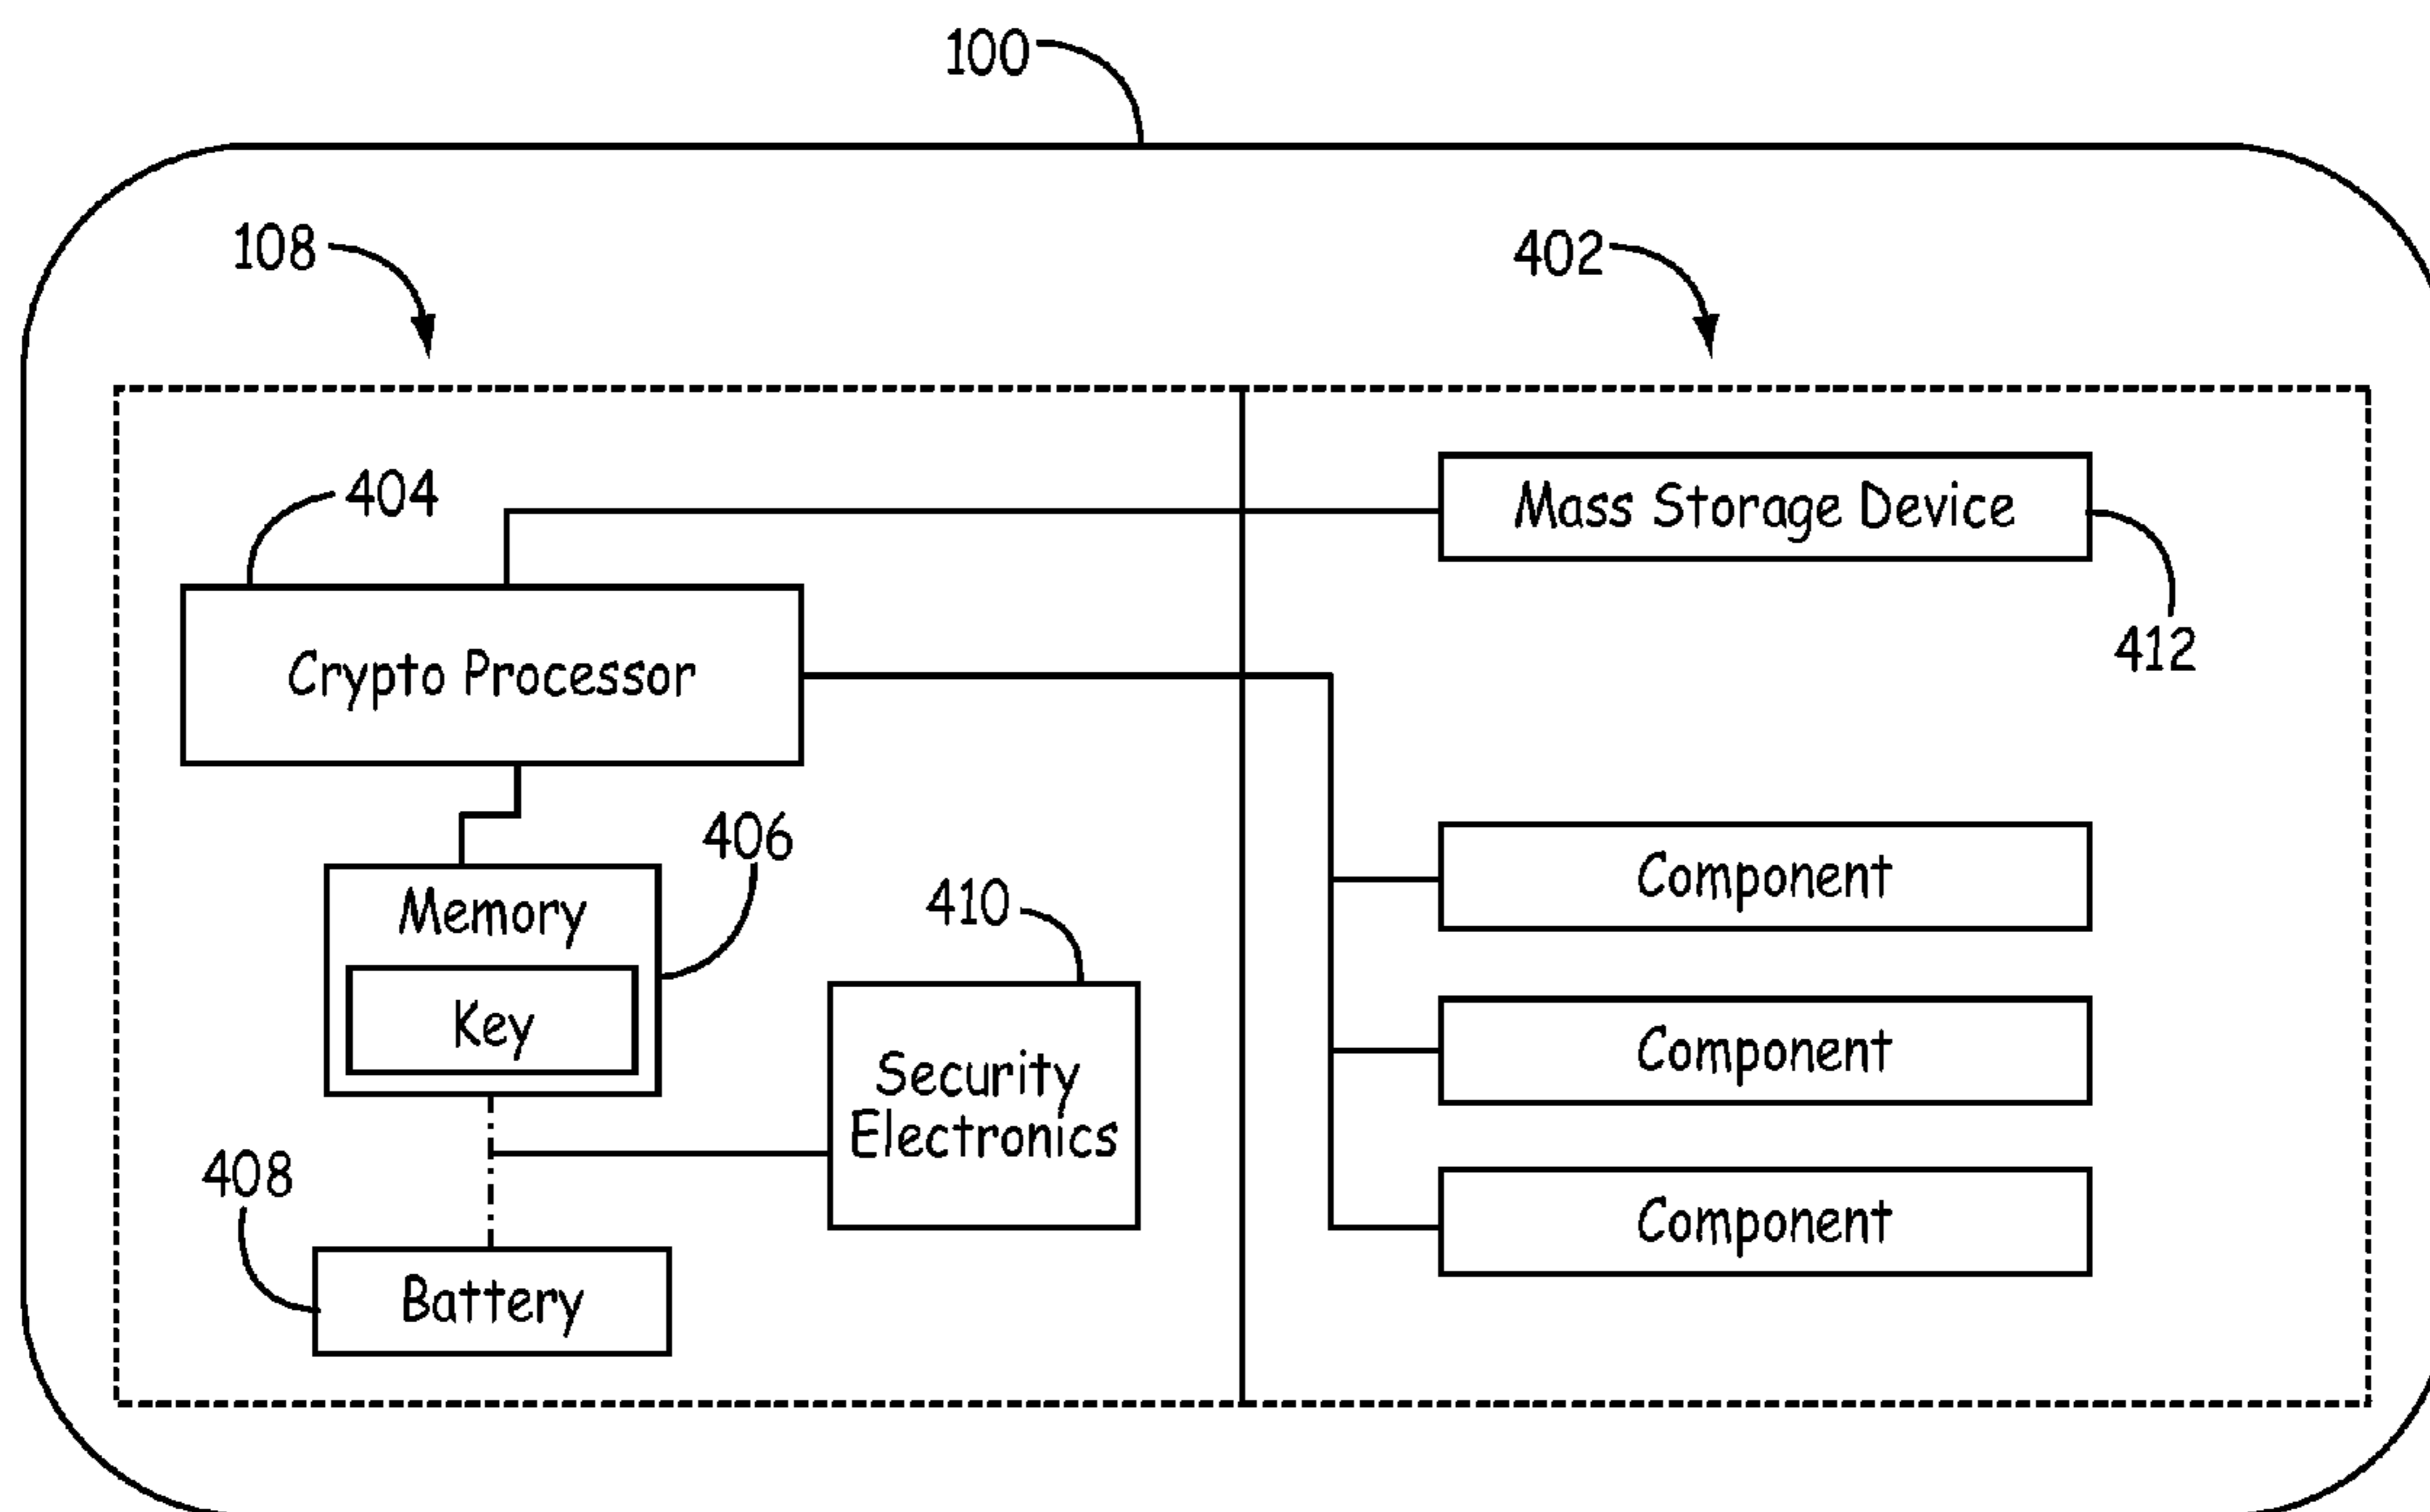 100
108
402
404
Mass Storage Device
412
Crypto Processor
406
Memory
Key
410
Security
Electronics
408
Battery
Component
Component
Component